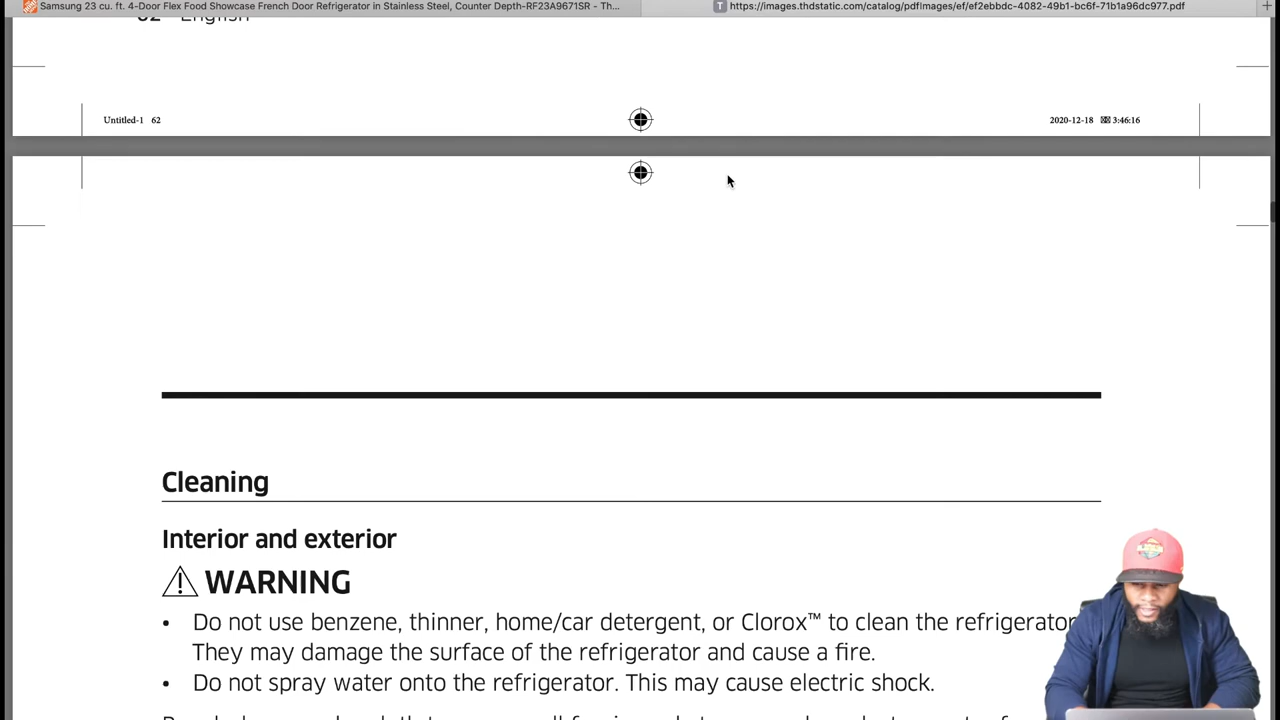 Samsung 23 cu. ft. 4-Door Flex Food Showcase French Door Refrigerator in Stainless Steel, Counter Depth-RF23A9671SR - Th...
T https://images.thdstatic.com/catalog/pdfImages/ef/ef2ebbdc-4082-49b1-bc6f-71b1a96dc977.pdf
62 English
Untitled-1 62
2020-12-18 3:46:16
Cleaning
Interior and exterior
WARNING
• Do not use benzene, thinner, home/car detergent, or Clorox™ to clean the refrigerator
They may damage the surface of the refrigerator and cause a fire.
• Do not spray water onto the refrigerator. This may cause electric shock.